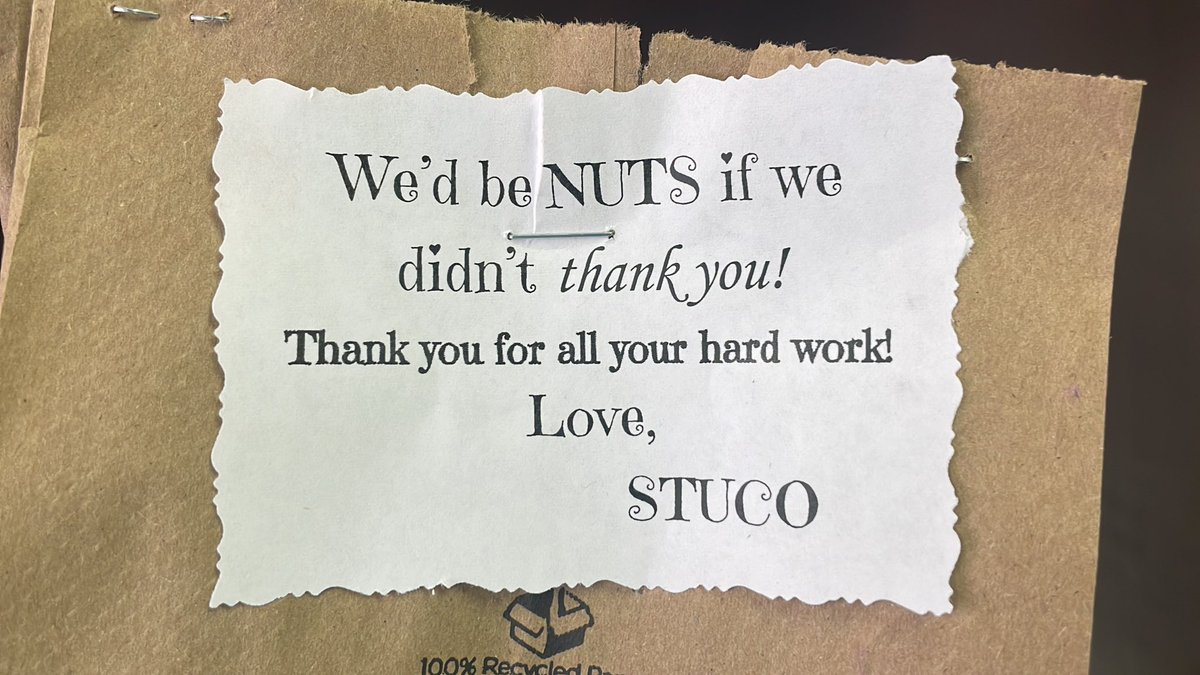 We'd be NUTS if we
didn't thank you!
Thank you for all your hard work!
Love,
STUCO
100% Recycled